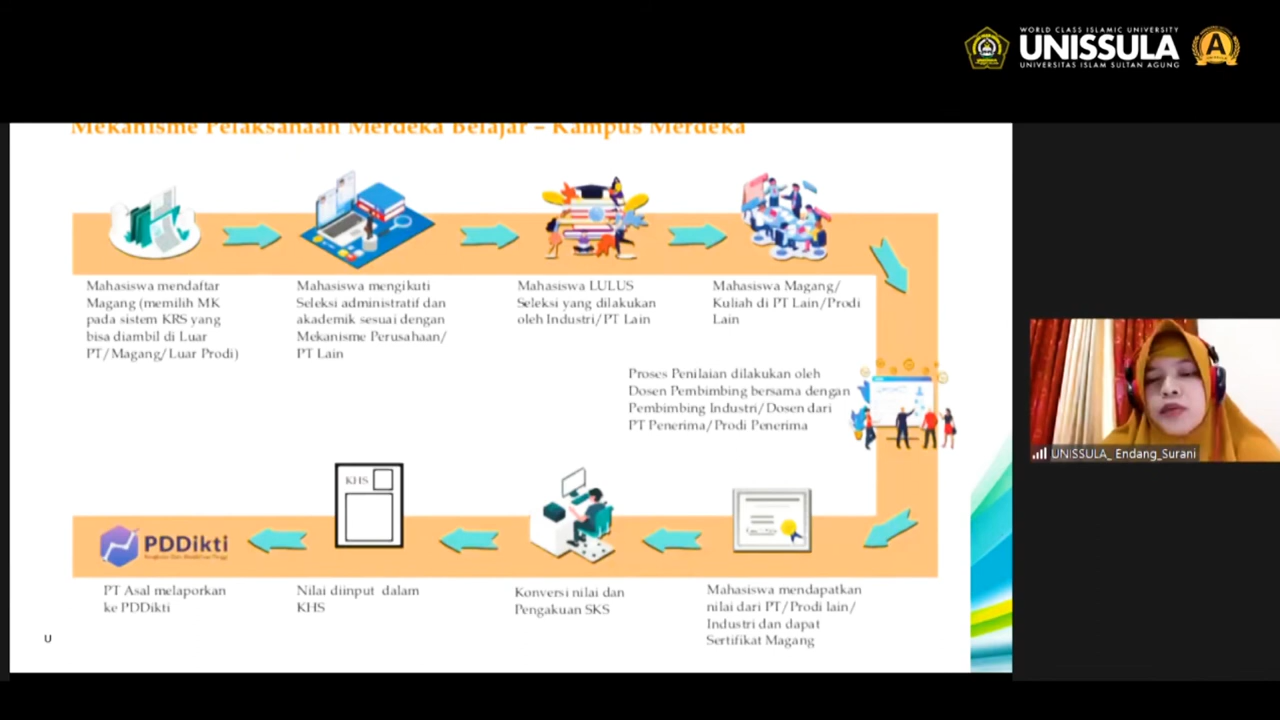 WORLD CLASS ISLAMIC UNIVERSITY
UNISSULA
UNIVERSITAS ISLAM SULTAN AGUNG
A
Mekanisme Pelaksanaan Merdeka Belajar – Kampus Merdeka
Mahasiswa mendaftar
Magang (memilih MK
pada sistem KRS yang
bisa diambil di Luar
PT/Magang/Luar Prodi)
Mahasiswa mengikuti
Seleksi administratif dan
akademik sesuai dengan
Mekanisme Perusahaan/
PT Lain
Mahasiswa LULUS
Seleksi yang dilakukan
oleh Industri/PT Lain
Mahasiswa Magang/
Kuliah di PT Lain/Prodi
Lain
Proses Penilaian dilakukan oleh
Dosen Pembimbing bersama dengan
Pembimbing Industri/Dosen dari
PT Penerima/Prodi Penerima
UNISSULA_ Endang_Surani
KHS
PDDikti
PT Asal melaporkan
ke PDDikti
Nilai diinput dalam
KHS
Konversi nilai dan
Pengakuan SKS
Mahasiswa mendapatkan
nilai dari PT/Prodi lain/
Industri dan dapat
Sertifikat Magang
U